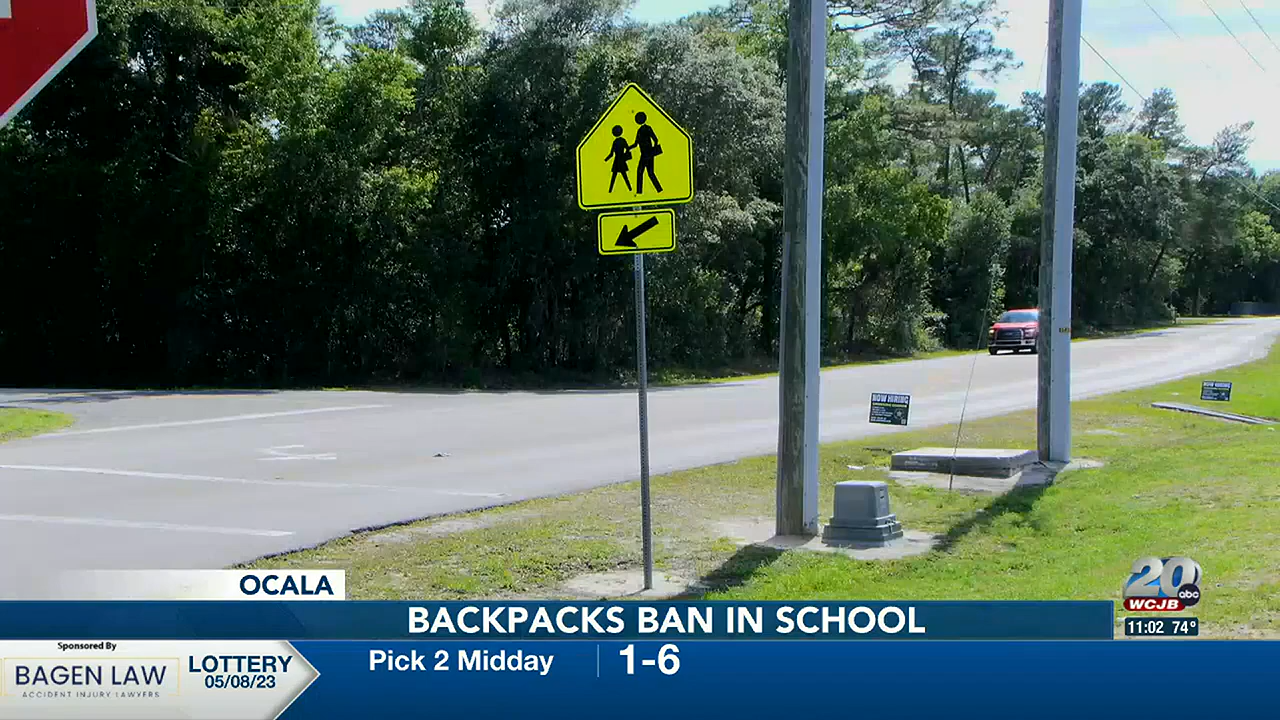 NOW HIRING
NOW HIRING
OCALA
BACKPACKS BAN IN SCHOOL
20
abc
WCJB
11:02 74°
Sponsored By
BAGEN LAW
ACCIDENT INJURY LAWYERS
LOTTERY
05/08/23
Pick 2 Midday
1-6